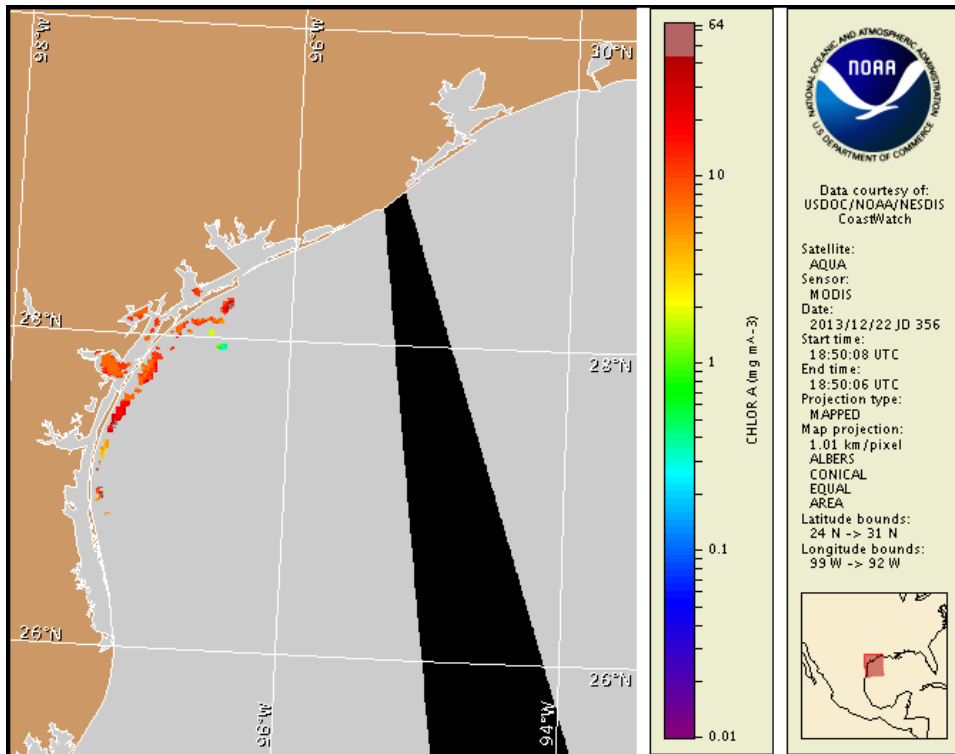 98°W
96°W
30°N
28°N
28°N
26°N
26°N
96°W
94°W
64
10
1
0.1
0.01
CHLOR A (mg m^-3)
NATIONAL OCEANIC AND ATMOSPHERIC ADMINISTRATION
NOAA
U.S. DEPARTMENT OF COMMERCE
Data courtesy of:
USDOC/NOAA/NESDIS
CoastWatch
Satellite:
AQUA
Sensor:
MODIS
Date:
2013/12/22 JD 356
Start time:
18:50:08 UTC
End time:
18:50:06 UTC
Projection type:
MAPPED
Map projection:
1.01 km/pixel
ALBERS
CONICAL
EQUAL
AREA
Latitude bounds:
24 N -> 31 N
Longitude bounds:
99 W -> 92 W